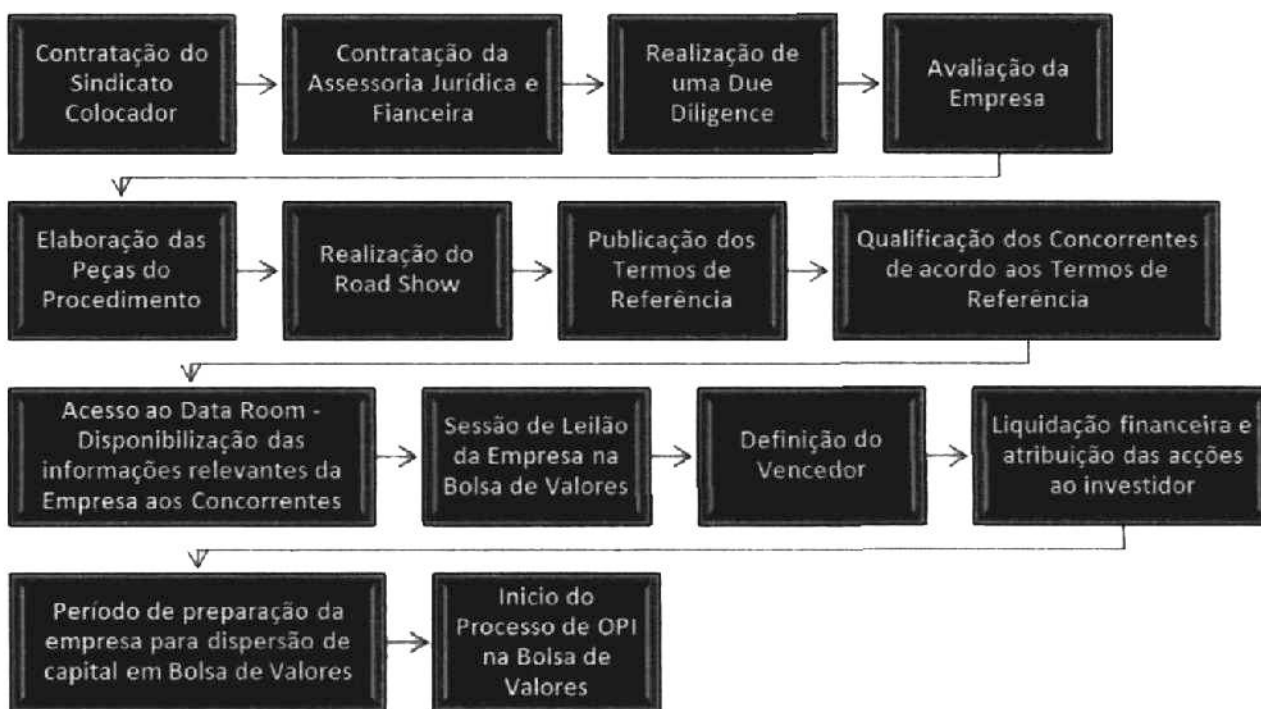 Contratação do
Sindicato
Colocador
Contratação da
Assessoria Jurídica e
Fianceira
Realização de
uma Due
Diligence
Avaliação da
Empresa
Elaboração das
Peças do
Procedimento
Realização do
Road Show
Publicação dos
Termos de
Referência
Qualificação dos Concorrentes
de acordo aos Termos de
Referência
Acesso ao Data Room -
Disponibilização das
informações relevantes da
Empresa aos Concorrentes
Sessão de Leilão
da Empresa na
Bolsa de Valores
Definição do
Vencedor
Liquidação financeira e
atribuição das acções
ao investidor
Período de preparação da
empresa para dispersão de
capital em Bolsa de Valores
Inicio do
Processo de OPI
na Bolsa de
Valores